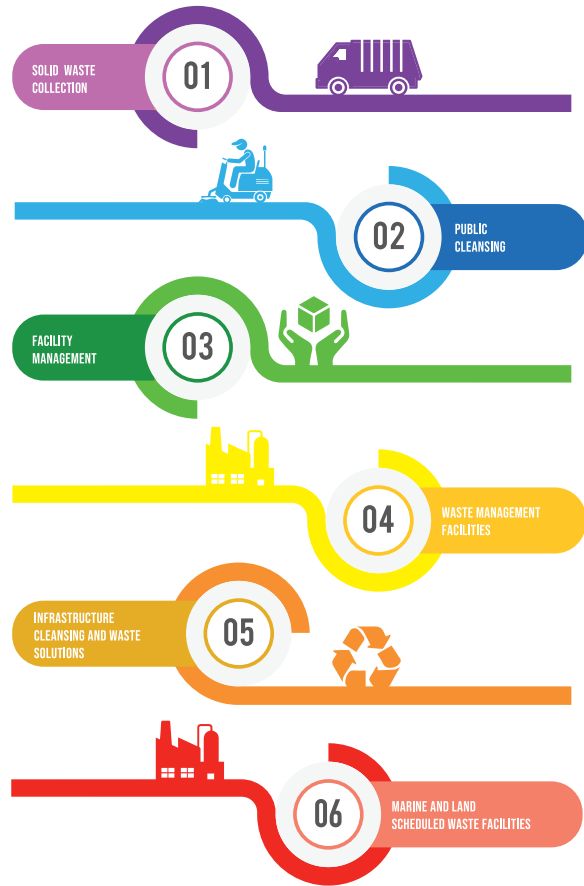 01
SOLID WASTE
COLLECTION
02
PUBLIC
CLEANSING
03
FACILITY
MANAGEMENT
04
WASTE MANAGEMENT
FACILITIES
05
INFRASTRUCTURE
CLEANSING AND WASTE
SOLUTIONS
06
MARINE AND LAND
SCHEDULED WASTE FACILITIES